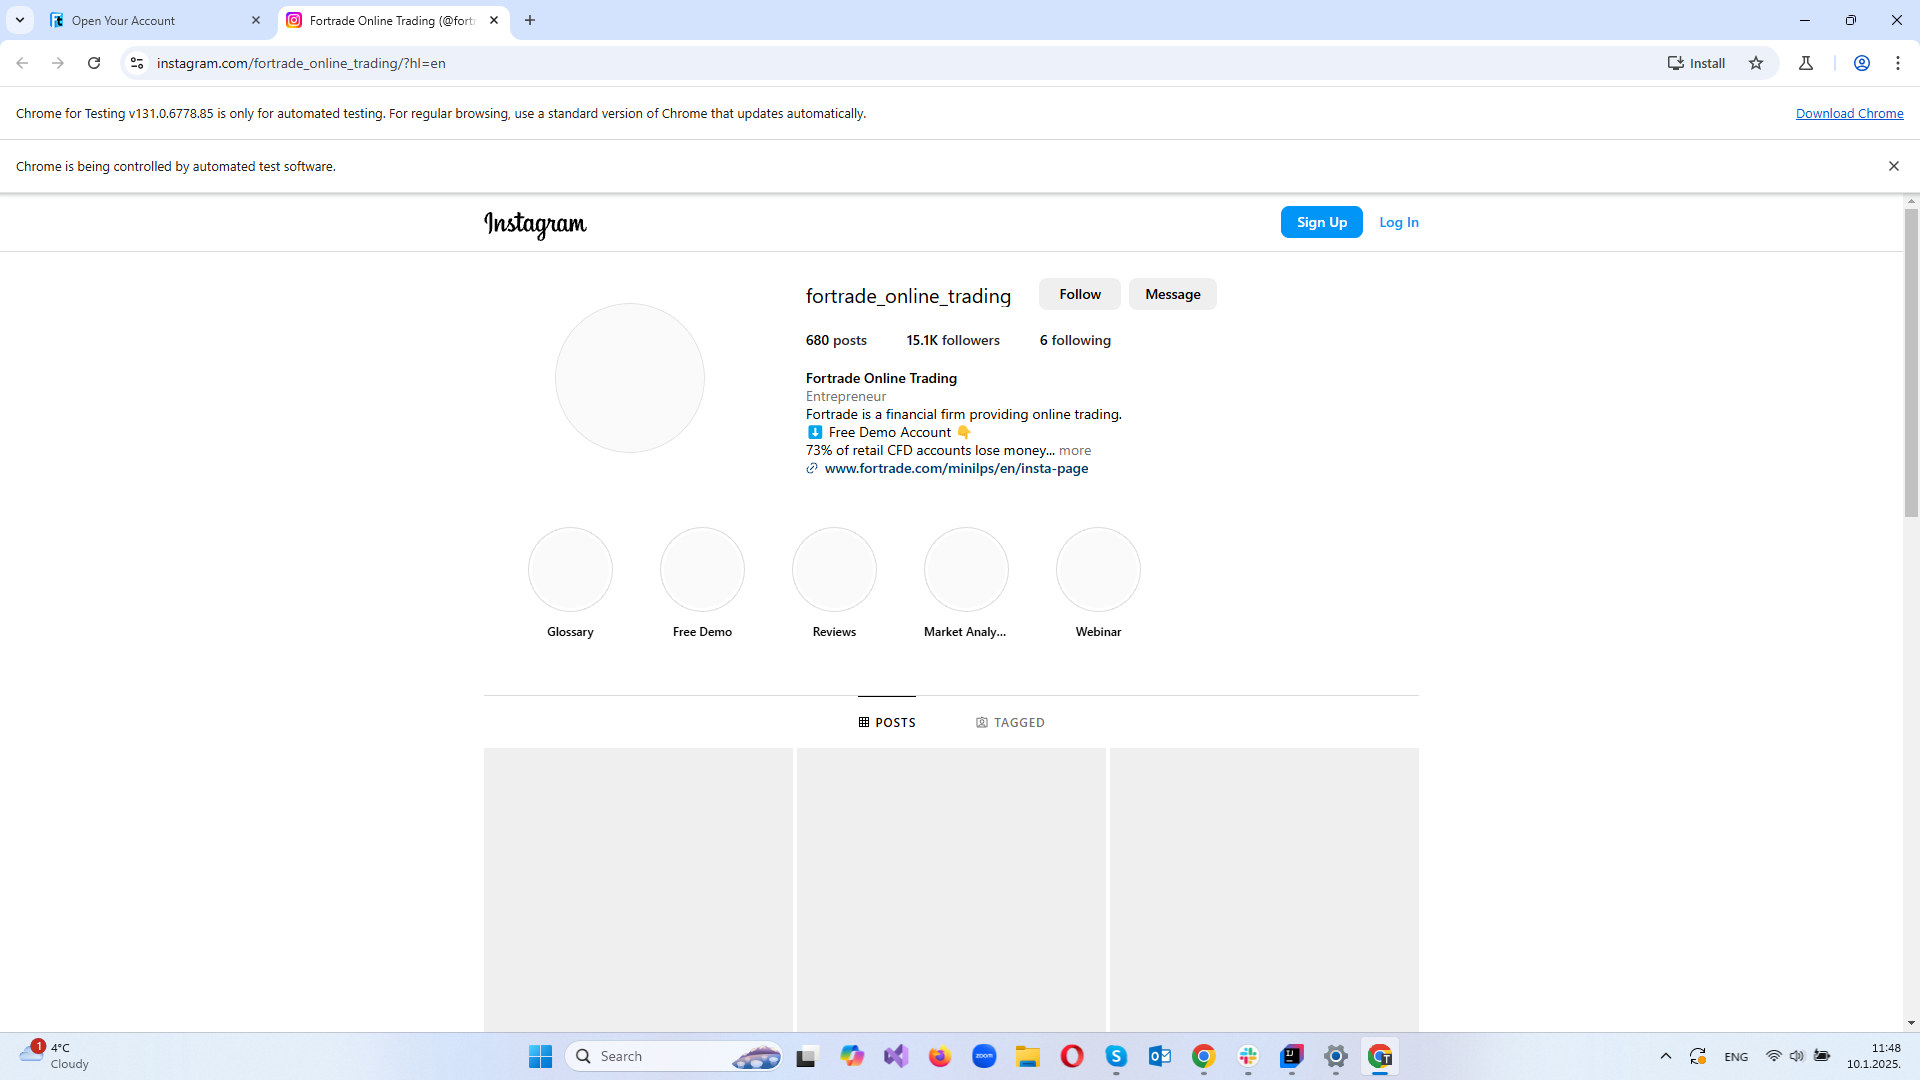 Open Your Account
Fortrade Online Trading (@fort
instagram.com/fortrade_online_trading/?hl=en
Install
Chrome for Testing v131.0.6778.85 is only for automated testing. For regular browsing, use a standard version of Chrome that updates automatically.
Download Chrome
Chrome is being controlled by automated test software.
Instagram
Sign Up
Log In
fortrade_online_trading
Follow
Message
680 posts
15.1K followers
6 following
Fortrade Online Trading
Entrepreneur
Fortrade is a financial firm providing online trading.
⬇️ Free Demo Account 👇
73% of retail CFD accounts lose money... more
www.fortrade.com/minilps/en/insta-page
Glossary
Free Demo
Reviews
Market Analy...
Webinar
POSTS
TAGGED
1
4°C
Cloudy
Search
zoom
ENG
11:48
10.1.2025.